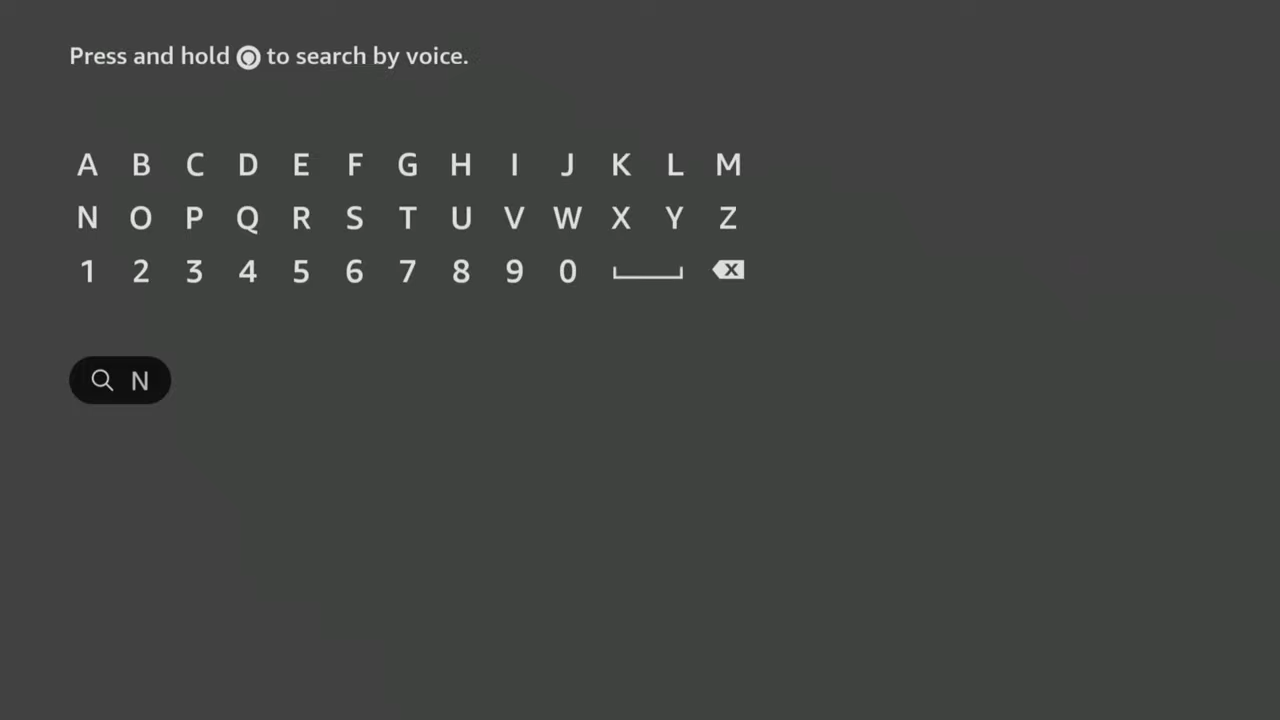 Press and hold to search by voice.
A B C D E F G H I J K L M
N O P Q R S T U V W X Y Z
1 2 3 4 5 6 7 8 9 0
N